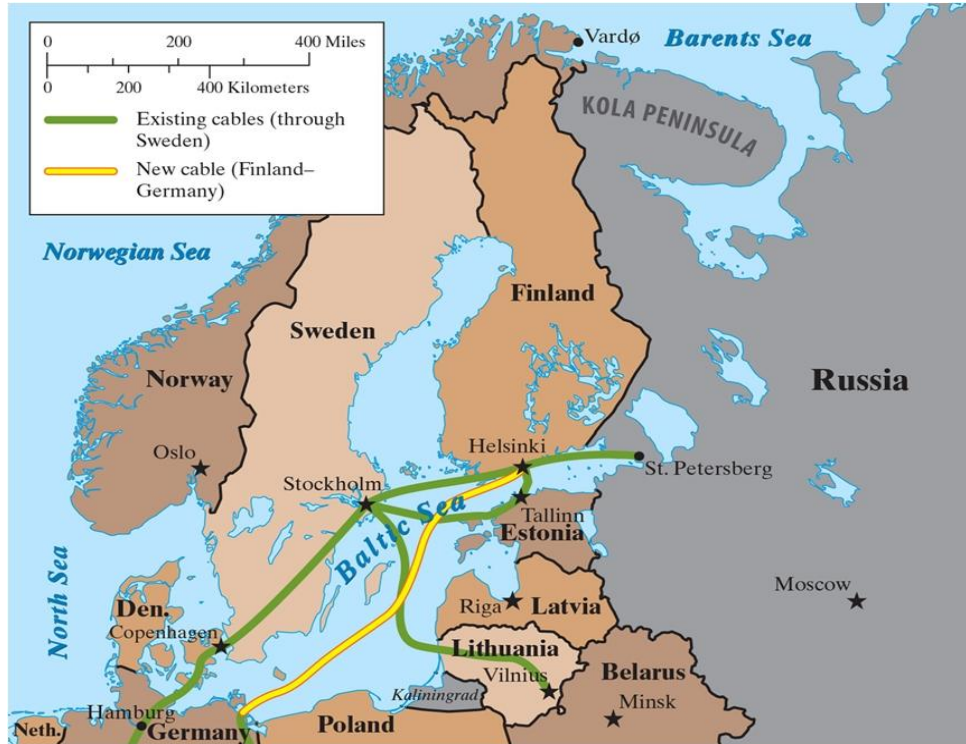 0 200 400 Miles
0 200 400 Kilometers
Existing cables (through
Sweden)
New cable (Finland–
Germany)
Vardø
Barents Sea
KOLA PENINSULA
Norwegian Sea
Finland
Sweden
Norway
Russia
Helsinki
Oslo
St. Petersberg
Stockholm
Baltic Sea
Tallinn
Estonia
North Sea
Moscow
Den.
Riga
Latvia
Copenhagen
Lithuania
Vilnius
Belarus
Kaliningrad
Minsk
Hamburg
Neth.
Germany
Poland